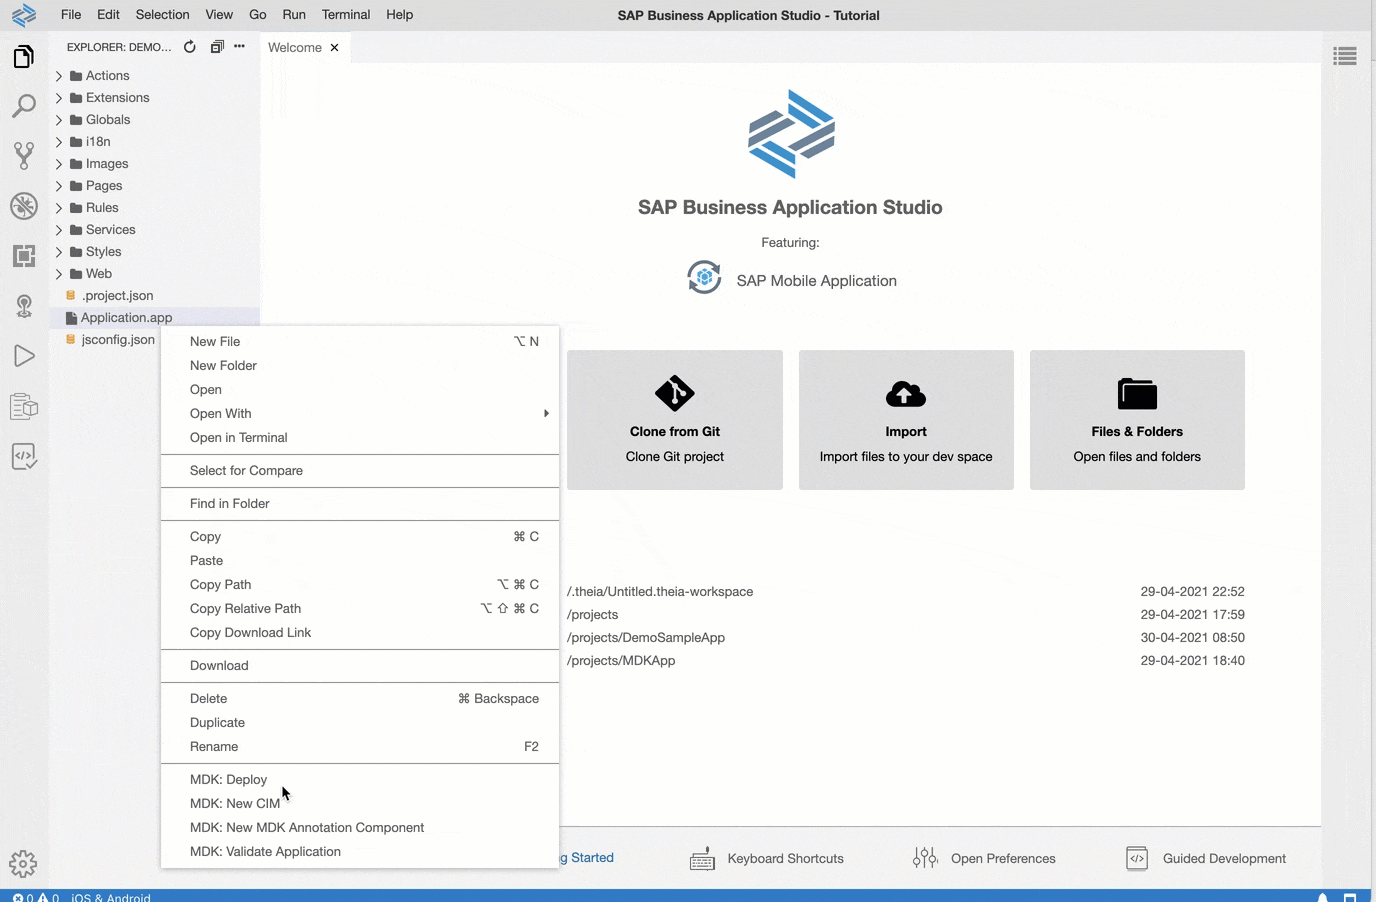 File Edit Selection View Go Run Terminal Help SAP Business Application Studio - Tutorial
EXPLORER: DEMO...
Welcome
Actions
Extensions
Globals
i18n
Images
Pages
Rules
Services
Styles
Web
.project.json
Application.app
jsconfig.json
New File ⌥ N
New Folder
Open
Open With
Open in Terminal
Select for Compare
Find in Folder
Copy ⌘ C
Paste
Copy Path ⌥ ⌘ C
Copy Relative Path ⌥ ⇧ ⌘ C
Copy Download Link
Download
Delete ⌘ Backspace
Duplicate
Rename F2
MDK: Deploy
MDK: New CIM
MDK: New MDK Annotation Component
MDK: Validate Application
SAP Business Application Studio
Featuring:
SAP Mobile Application
Clone from Git
Clone Git project
Import
Import files to your dev space
Files & Folders
Open files and folders
/.theia/Untitled.theia-workspace 29-04-2021 22:52
/projects 29-04-2021 17:59
/projects/DemoSampleApp 30-04-2021 08:50
/projects/MDKApp 29-04-2021 18:40
g Started
Keyboard Shortcuts
Open Preferences
Guided Development
0 0 iOS & Android